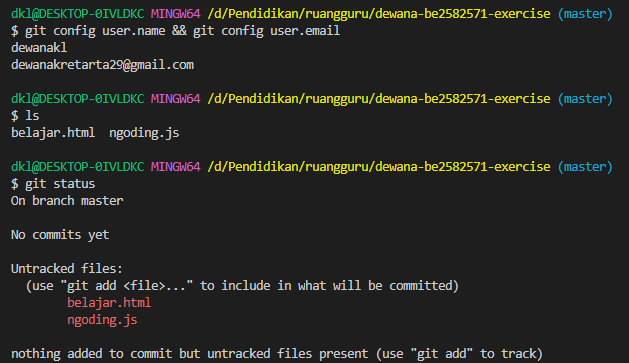 dkl@DESKTOP-0IVLDKC MINGW64 /d/Pendidikan/ruangguru/dewana-be2582571-exercise (master)
$ git config user.name && git config user.email
dewanakl
dewanakretarta29@gmail.com
dkl@DESKTOP-0IVLDKC MINGW64 /d/Pendidikan/ruangguru/dewana-be2582571-exercise (master)
$ ls
belajar.html  ngoding.js
dkl@DESKTOP-0IVLDKC MINGW64 /d/Pendidikan/ruangguru/dewana-be2582571-exercise (master)
$ git status
On branch master
No commits yet
Untracked files:
  (use "git add <file>..." to include in what will be committed)
        belajar.html
        ngoding.js
nothing added to commit but untracked files present (use "git add" to track)